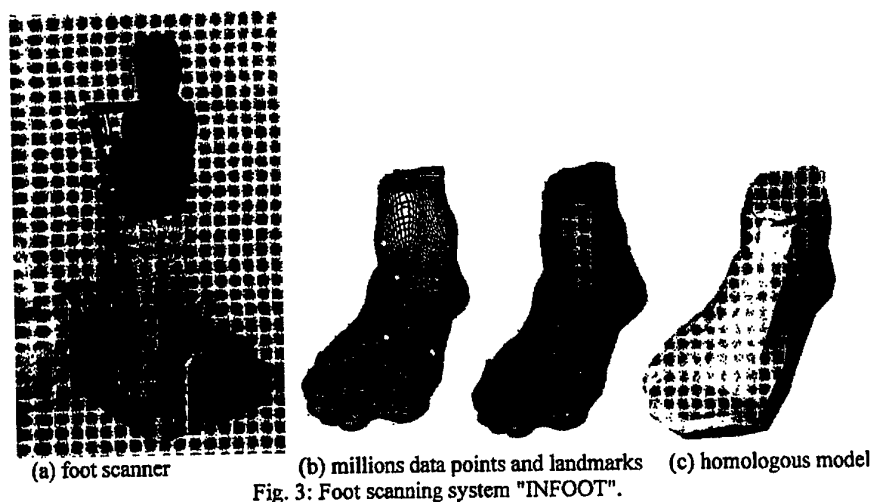 (a) foot scanner
(b) millions data points and landmarks
(c) homologous model
Fig. 3: Foot scanning system "INFOOT".